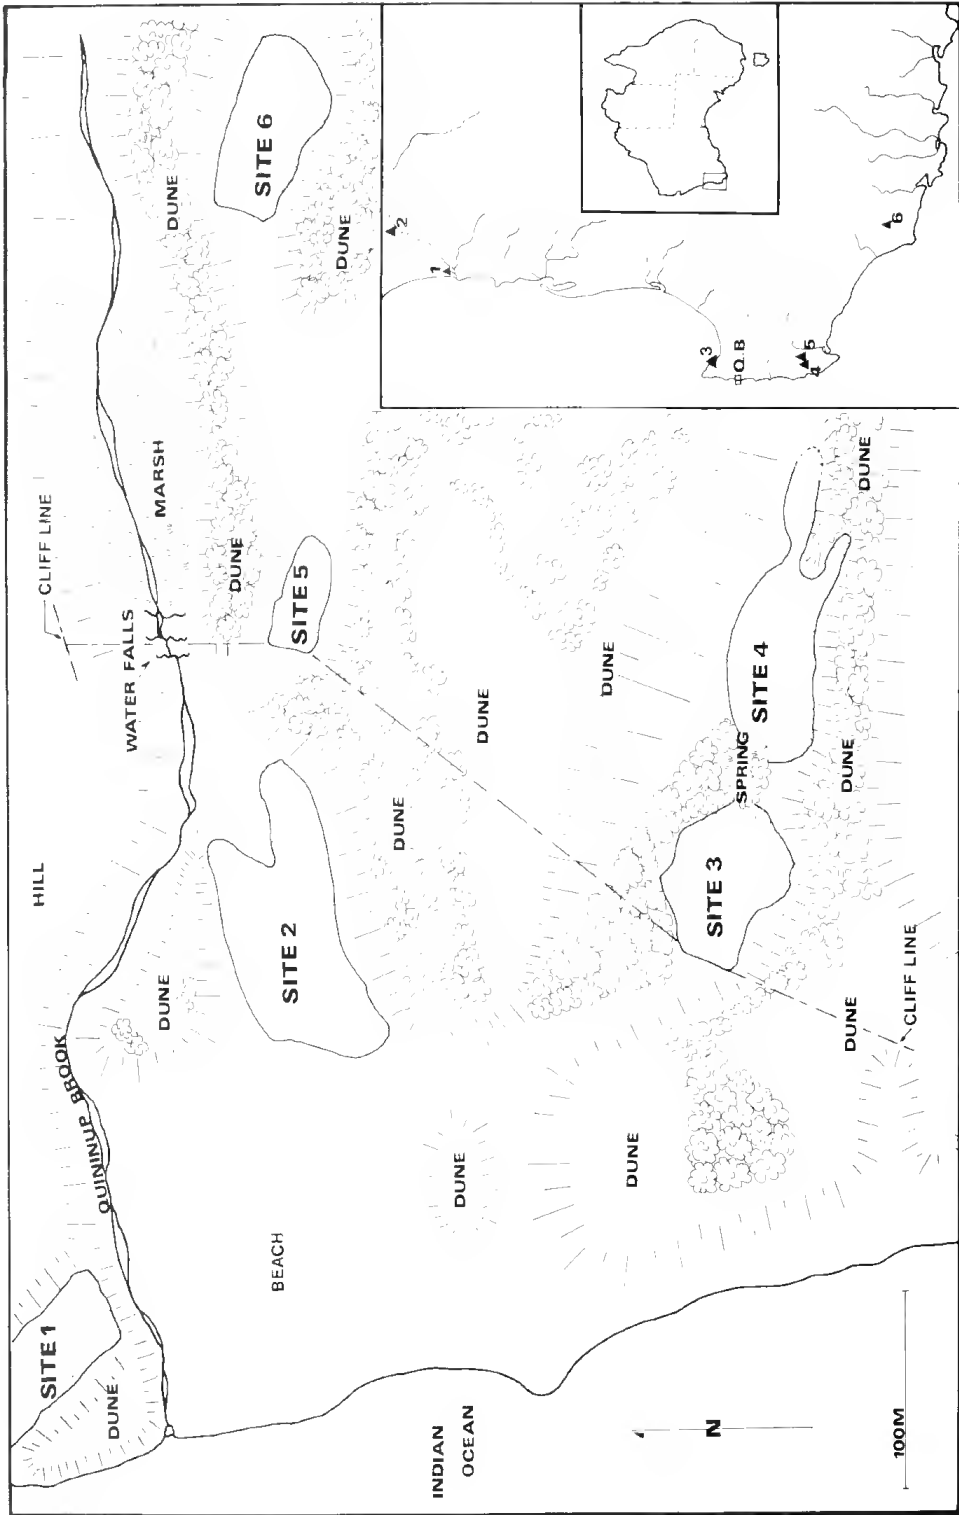 CLIFF LINE
WATER FALLS
MARSH
DUNE
SITE 6
DUNE
HILL
DUNE
SITE 5
QUININUP BROOK
DUNE
SITE 2
DUNE
DUNE
DUNE
SITE 1
DUNE
BEACH
DUNE
SPRING
SITE 4
DUNE
DUNE
SITE 3
DUNE
CLIFF LINE
DUNE
INDIAN
OCEAN
N
100M
2
1
3
Q.B
5
4
6